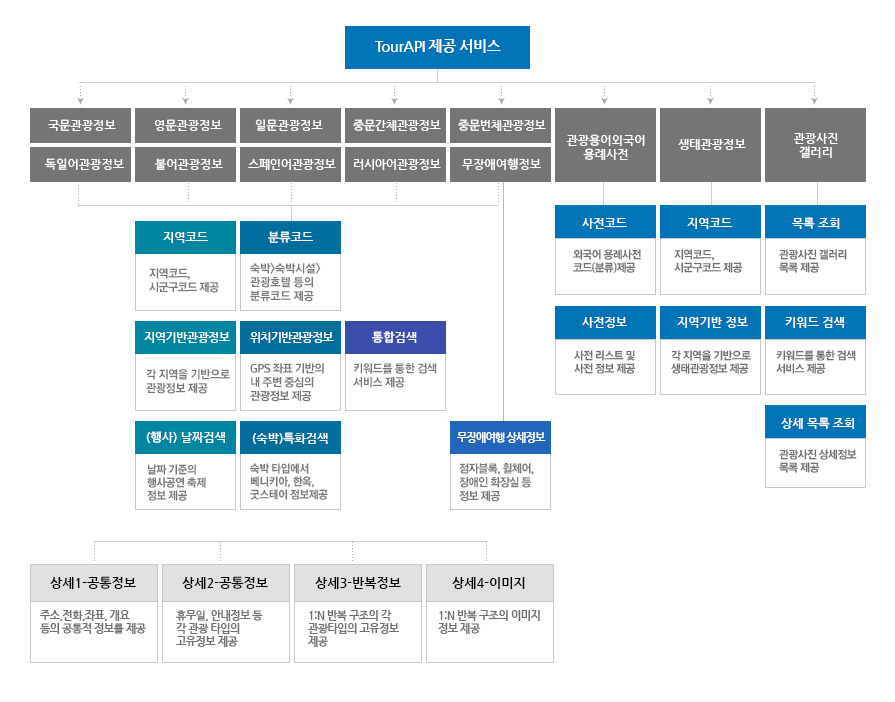 TourAPI 제공 서비스
국문관광정보
영문관광정보
일문관광정보
중문간체관광정보
중문번체관광정보
독일어관광정보
불어관광정보
스페인어관광정보
러시아어관광정보
무장애여행정보
관광용어외국어
용례사전
생태관광정보
관광사진
갤러리
지역코드
지역코드,
시군구코드 제공
분류코드
숙박>숙박시설>
관광호텔 등의
분류코드 제공
사전코드
외국어 용례사전
코드(분류)제공
지역코드
지역코드,
시군구코드 제공
목록 조회
관광사진 갤러리
목록 제공
지역기반관광정보
각 지역을 기반으로
관광정보 제공
위치기반관광정보
GPS 좌표 기반의
내 주변 중심의
관광정보 제공
통합검색
키워드를 통한 검색
서비스 제공
사전정보
사전 리스트 및
사전 정보 제공
지역기반 정보
각 지역을 기반으로
생태관광정보 제공
키워드 검색
키워드를 통한 검색
서비스 제공
(행사) 날짜검색
날짜 기준의
행사공연 축제
정보 제공
(숙박)특화검색
숙박 타입에서
베니키아, 한옥,
굿스테이 정보제공
무장애여행 상세정보
점자블록, 휠체어,
장애인 화장실 등
정보 제공
상세 목록 조회
관광사진 상세정보
목록 제공
상세1-공통정보
주소,전화,좌표, 개요
등의 공통적 정보를 제공
상세2-공통정보
휴무일, 안내정보 등
각 관광 타입의
고유정보 제공
상세3-반복정보
1:N 반복 구조의 각
관광타입의 고유정보
제공
상세4-이미지
1:N 반복 구조의 이미지
정보 제공